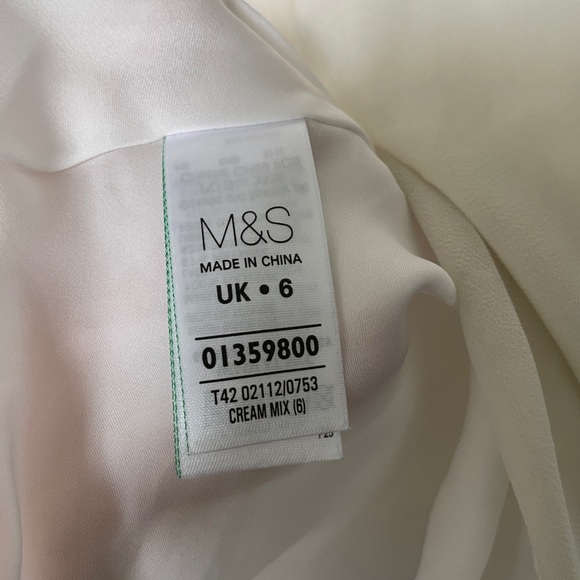 M&S
MADE IN CHINA
UK • 6
01359800
T42 02112/0753
CREAM MIX (6)